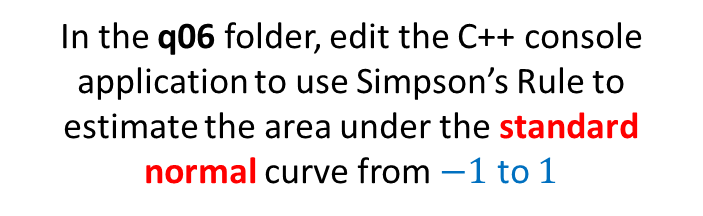 In the q06 folder, edit the C++ console
application to use Simpson’s Rule to
estimate the area under the standard
normal curve from −1 to 1